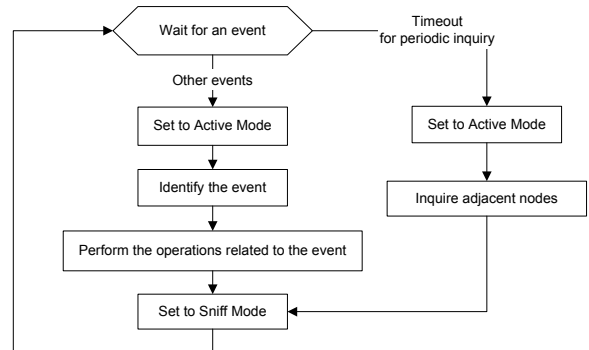 Wait for an event
Timeout
for periodic inquiry
Other events
Set to Active Mode
Set to Active Mode
Identify the event
Inquire adjacent nodes
Perform the operations related to the event
Set to Sniff Mode